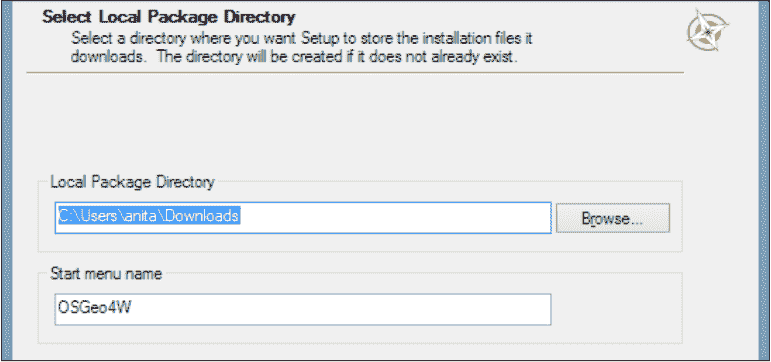 Select Local Package Directory
Select a directory where you want Setup to store the installation files it
downloads. The directory will be created if it does not already exist.
Local Package Directory
C:\Users\anita\Downloads
Browse...
Start menu name
OSGeo4W